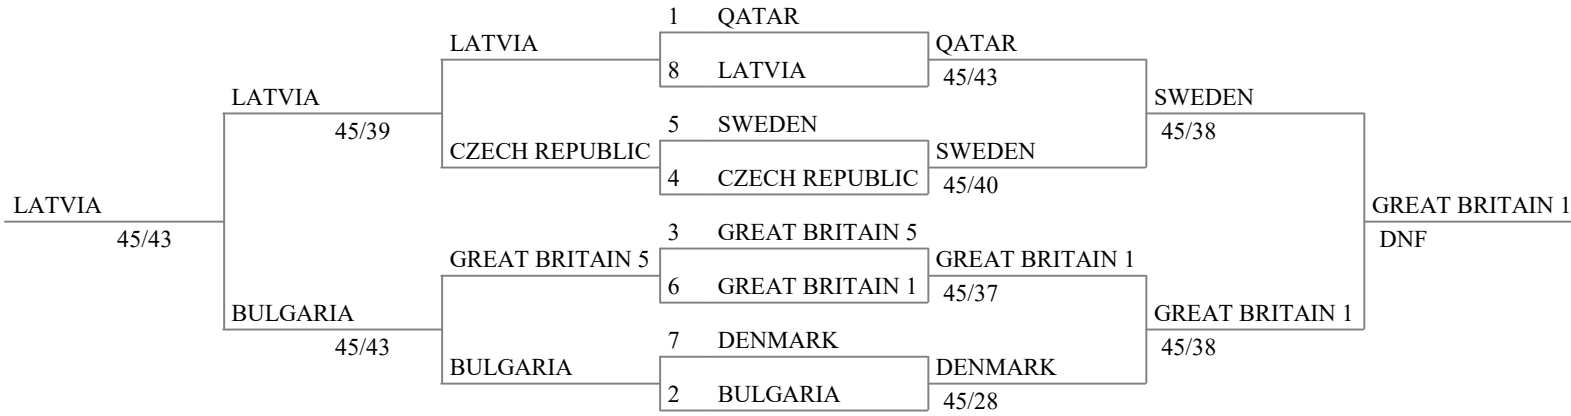 1 QATAR
LATVIA QATAR
8 LATVIA 45/43
LATVIA SWEDEN
45/39 5 SWEDEN 45/38
CZECH REPUBLIC SWEDEN
4 CZECH REPUBLIC 45/40
LATVIA GREAT BRITAIN 1
45/43 3 GREAT BRITAIN 5 DNF
GREAT BRITAIN 5 GREAT BRITAIN 1
6 GREAT BRITAIN 1 45/37
BULGARIA GREAT BRITAIN 1
45/43 7 DENMARK 45/38
BULGARIA DENMARK
2 BULGARIA 45/28